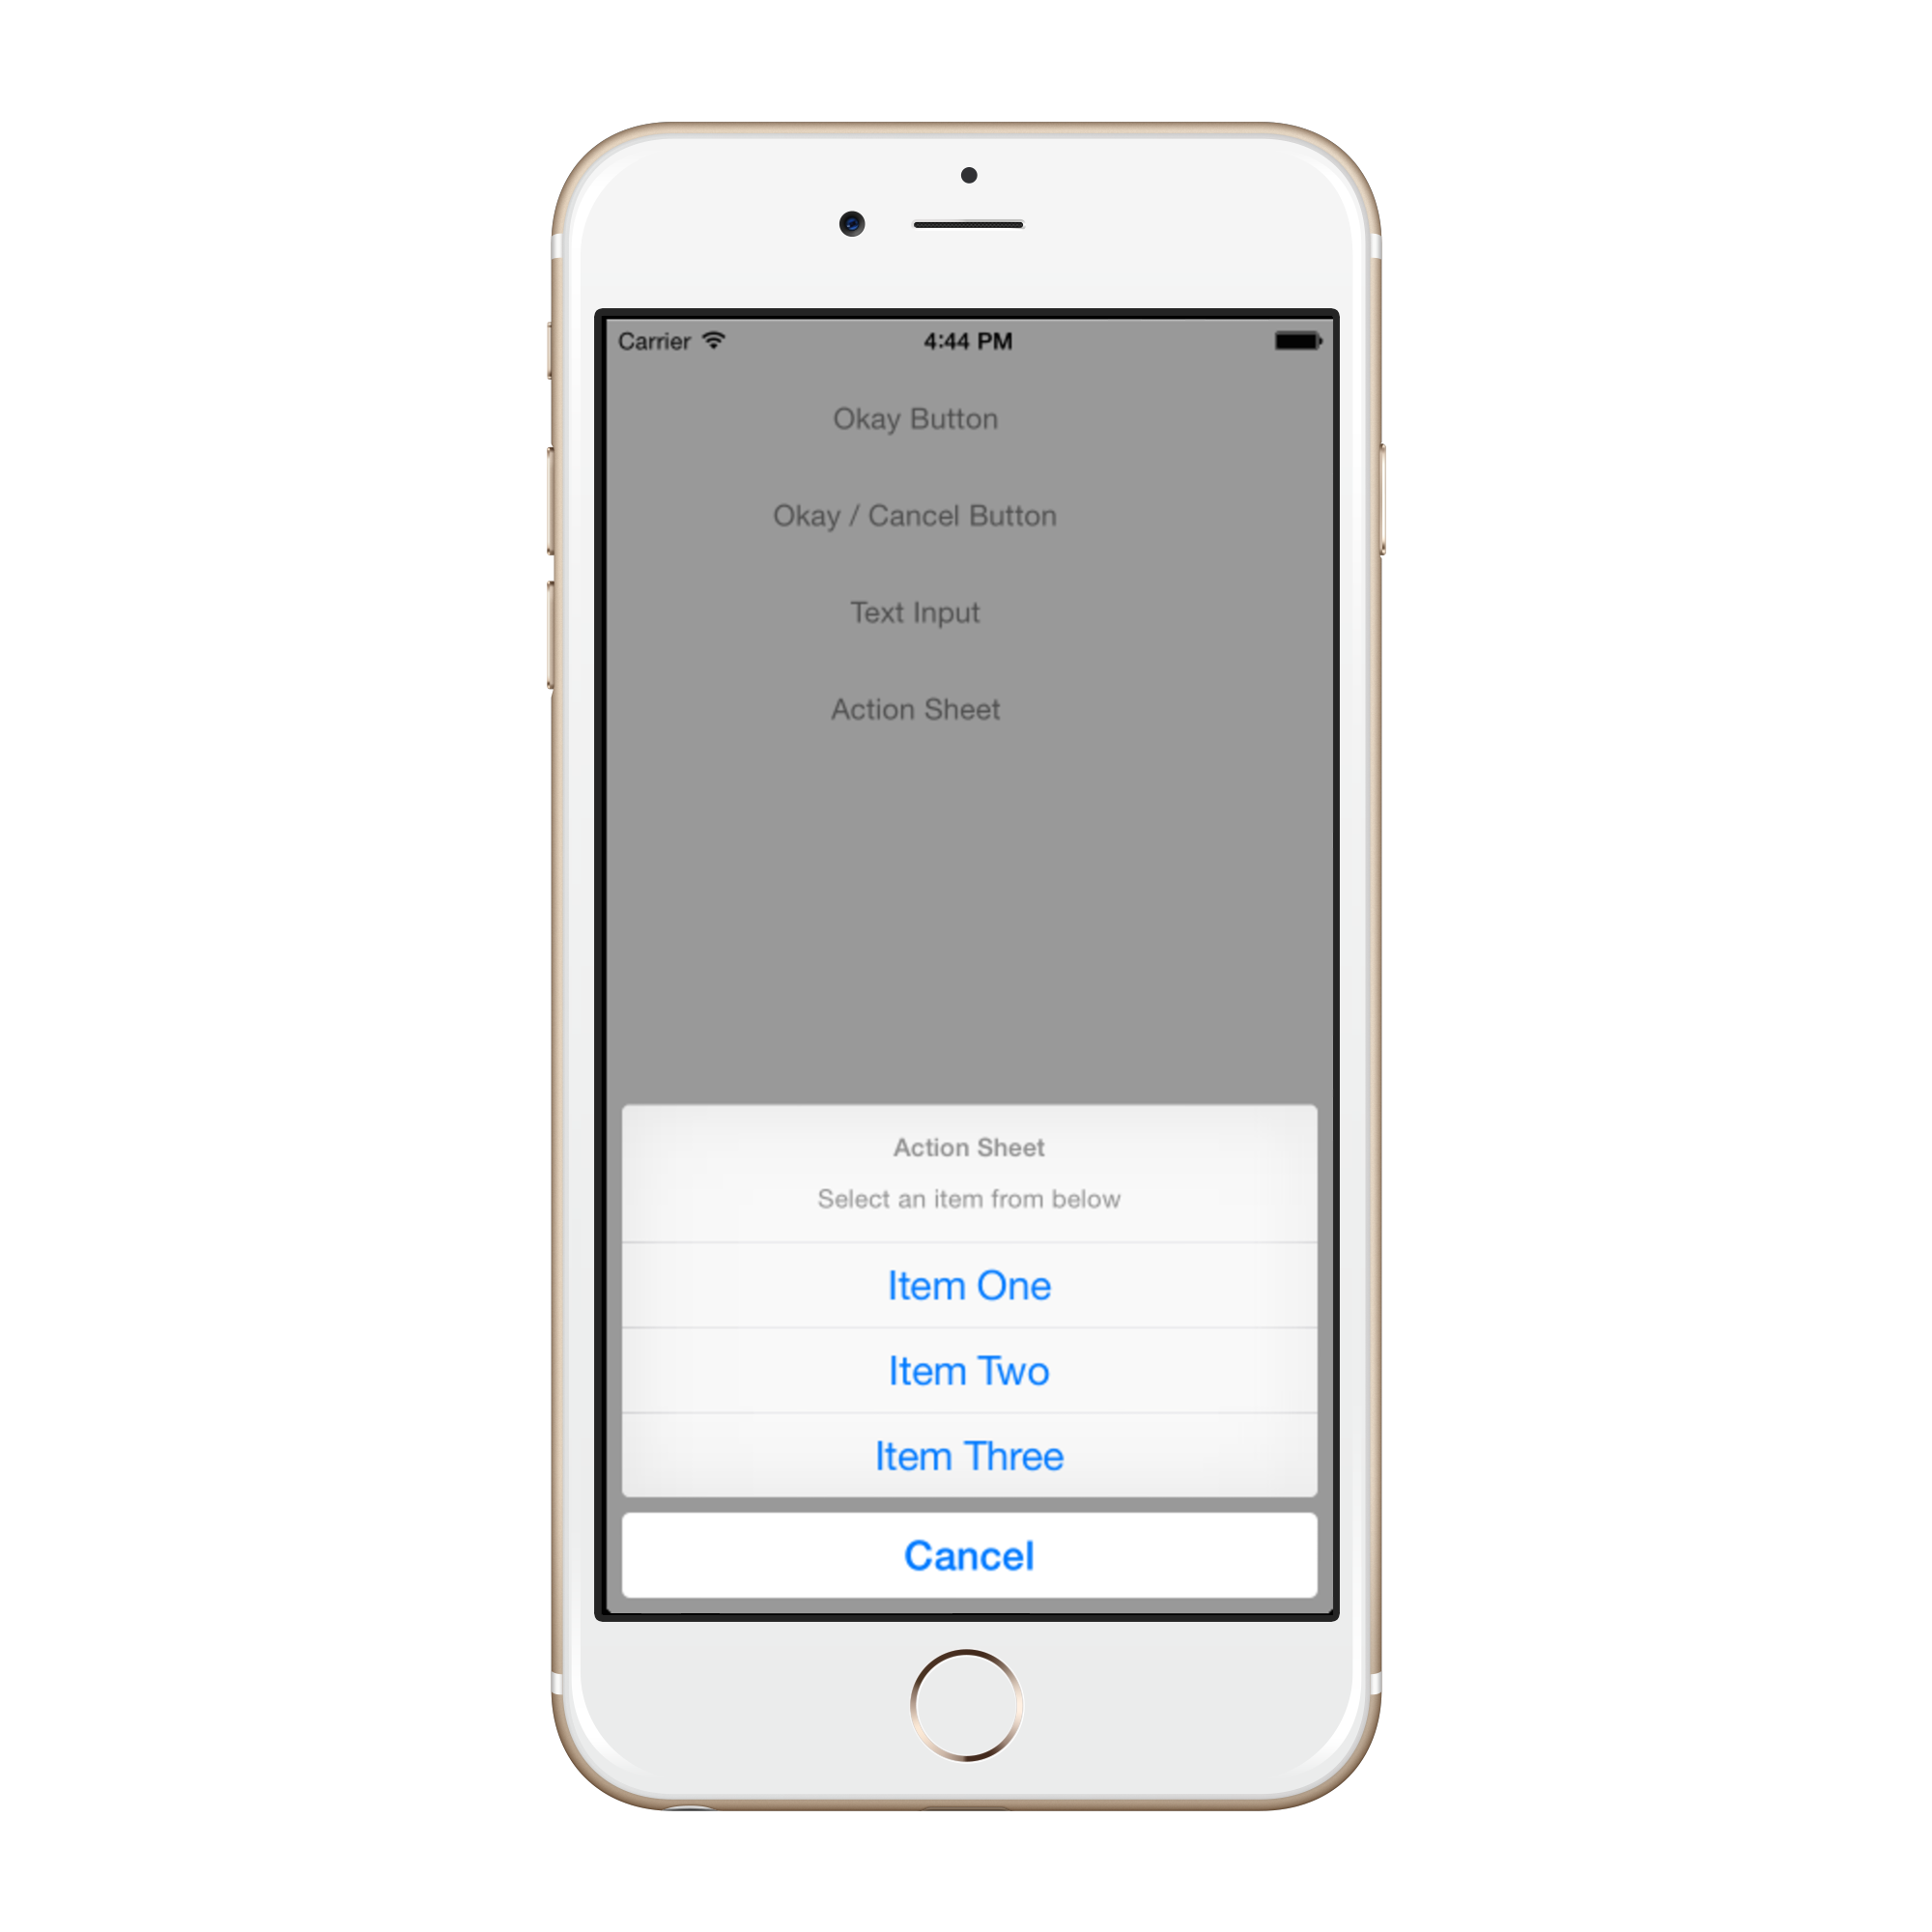 Carrier 4:44 PM
Okay Button
Okay / Cancel Button
Text Input
Action Sheet
Action Sheet
Select an item from below
Item One
Item Two
Item Three
Cancel